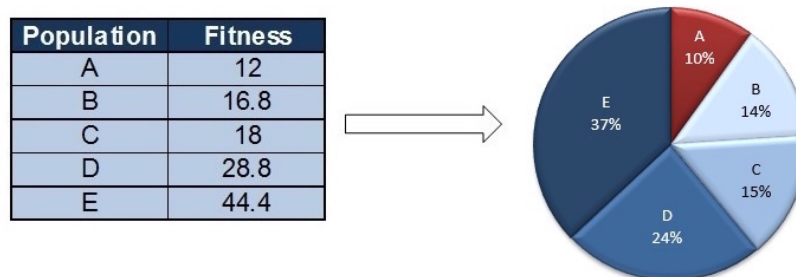 Population Fitness
A 12
B 16.8
C 18
D 28.8
E 44.4
A
10%
B
14%
C
15%
D
24%
E
37%